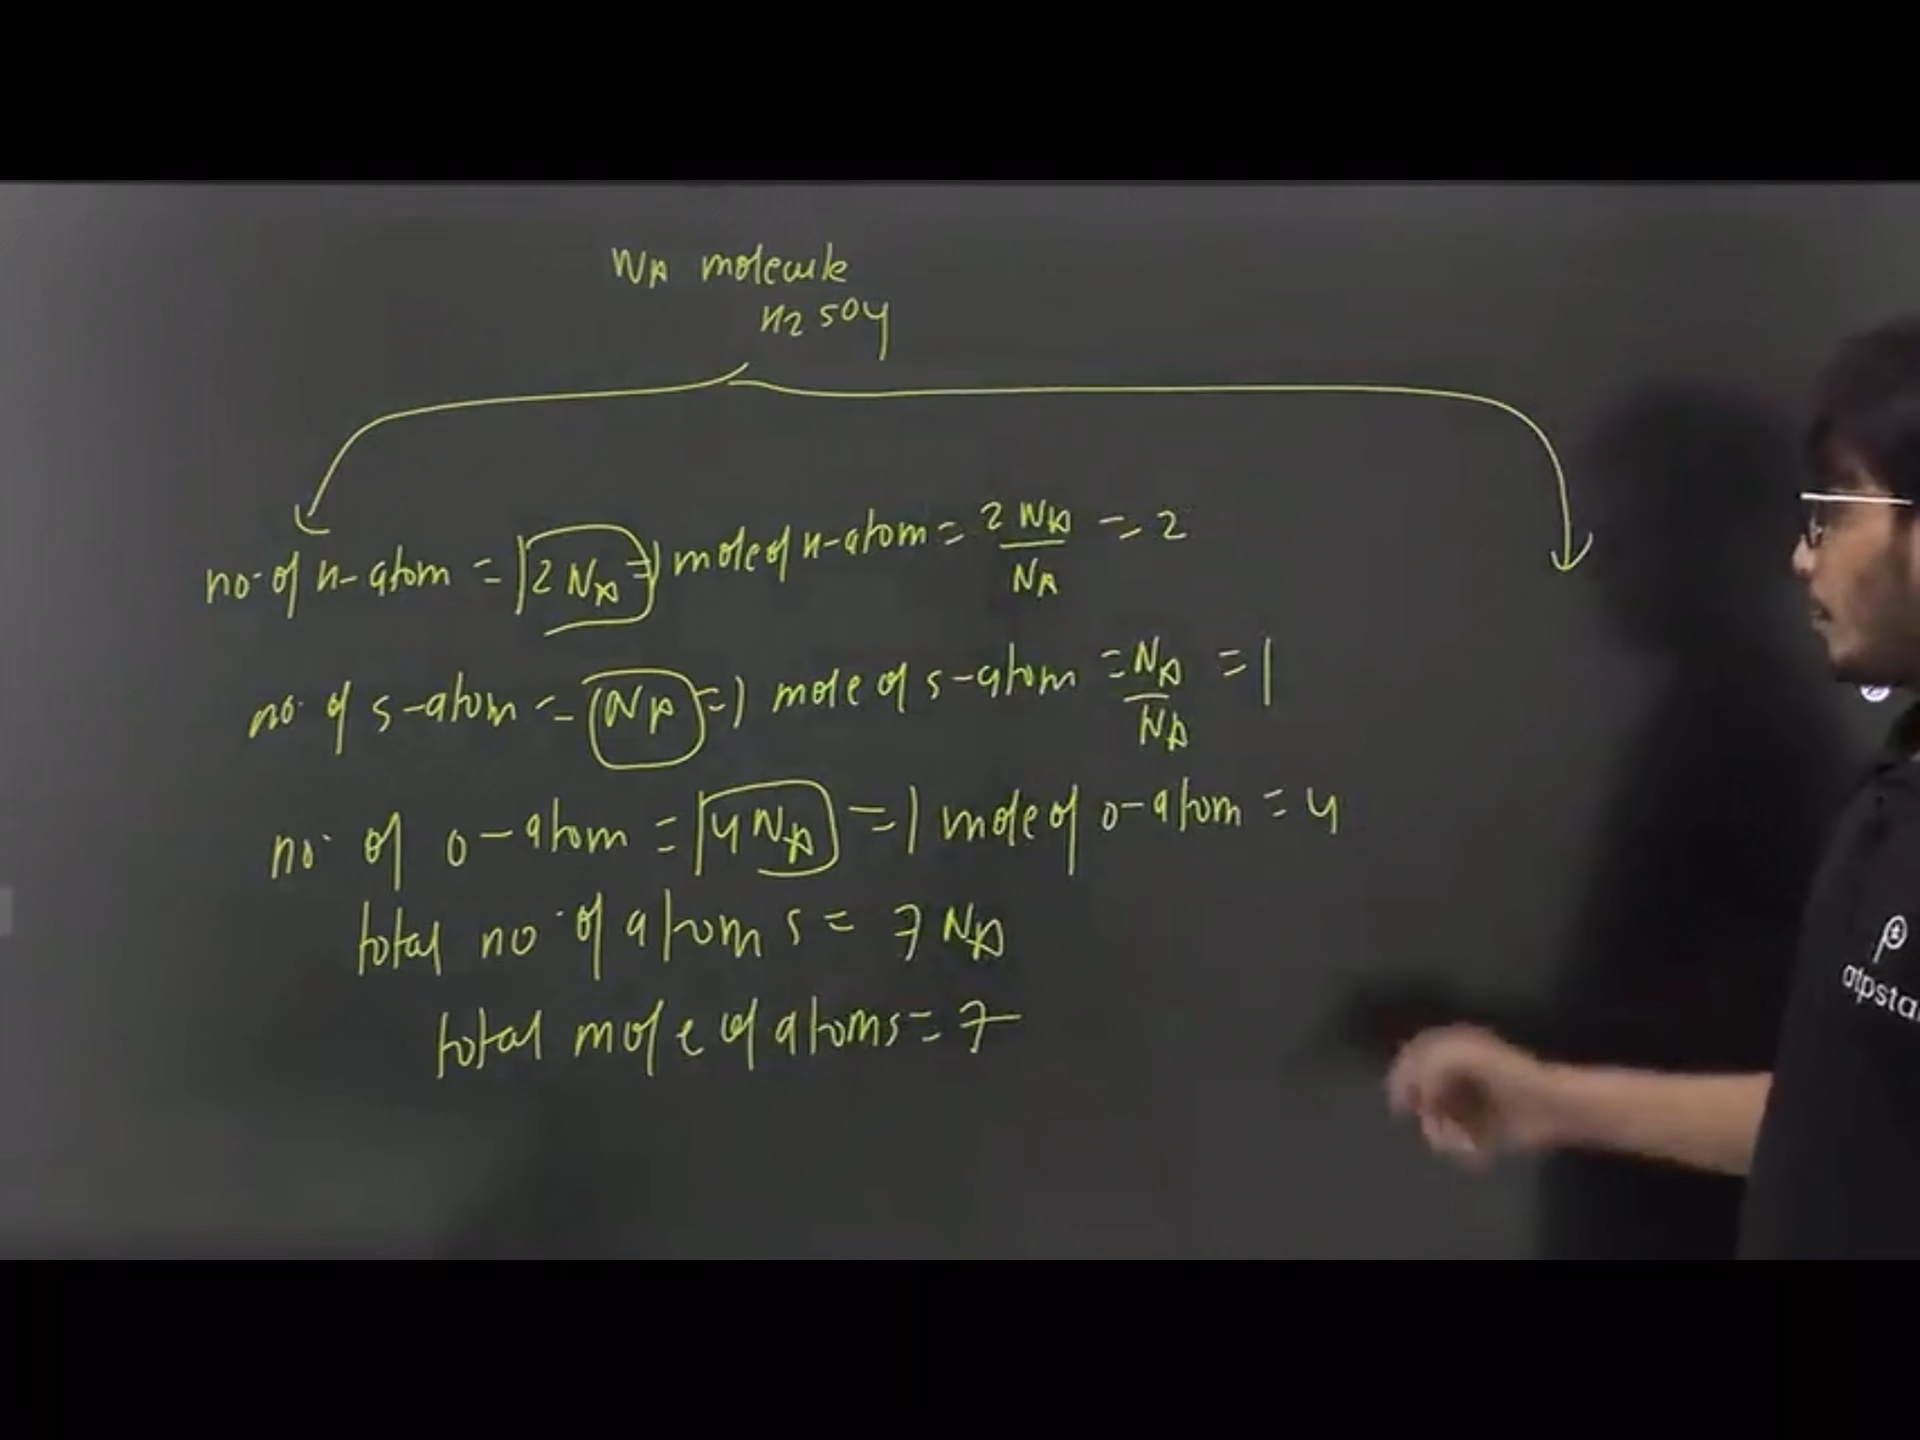 NA molecule
H2SO4
no. of H-atom = 2 NA => mole of H-atom = 2 NA / NA = 2
no. of S-atom = NA => mole of S-atom = NA / NA = 1
no. of O-atom = 4 NA => mole of O-atom = 4
total no. of atoms = 7 NA
total mole of atoms = 7